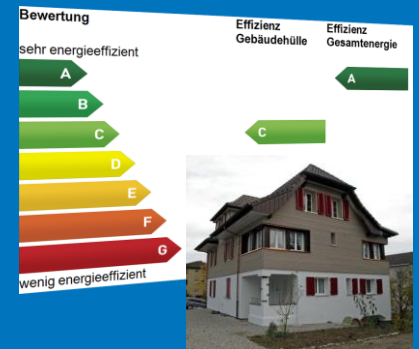 Bewertung
Effizienz
Gebäudehülle
Effizienz
Gesamtenergie
sehr energieeffizient
A
A
B
C
C
D
E
F
G
wenig energieeffizient